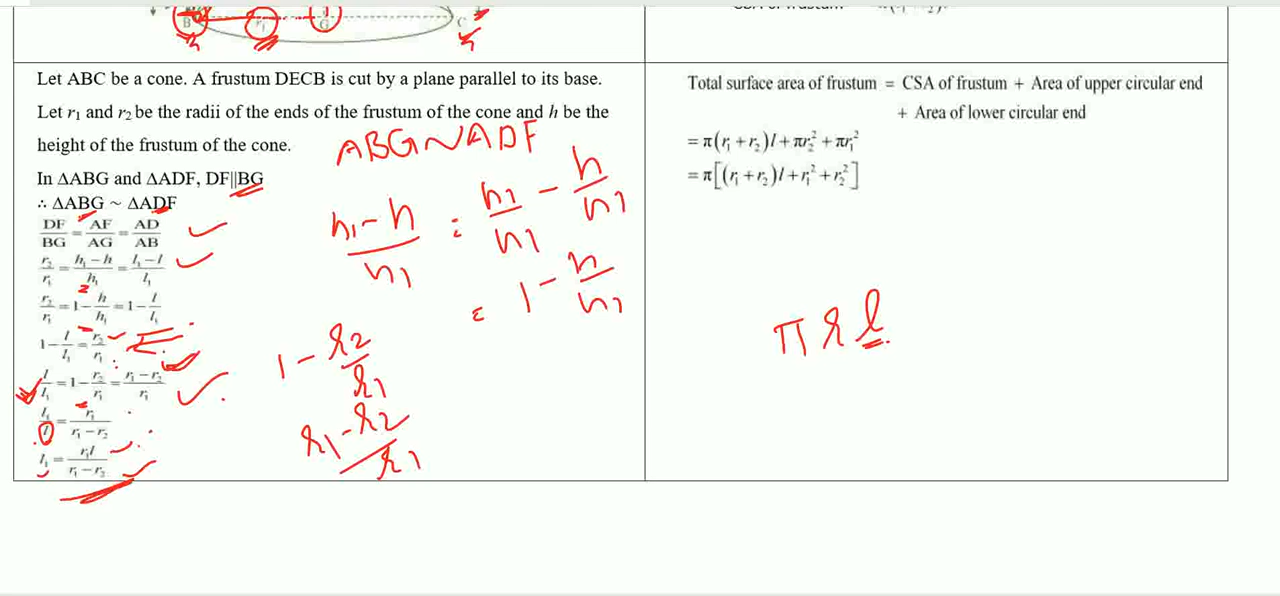 B r₁ G C
Let ABC be a cone. A frustum DECB is cut by a plane parallel to its base.
Let r₁ and r₂ be the radii of the ends of the frustum of the cone and h be the
height of the frustum of the cone.
In ΔABG and ΔADF, DF||BG
∴ ΔABG ~ ΔADF
DF/BG = AF/AG = AD/AB
r₂/r₁ = h₁−h/h₁ = l₁−l/l₁
r₂/r₁ = 1−h/h₁ = 1−l/l₁
1−l/l₁ = r₂/r₁
l/l₁ = 1−r₂/r₁ = r₁−r₂/r₁
l₁/l = r₁/r₁−r₂
l₁ = r₁l/r₁−r₂
ABG~ADF
h₁−h/h₁ = h₁/h₁ − h/h₁
= 1−h/h₁
1−r₂/r₁
r₁−r₂/r₁
Total surface area of frustum = CSA of frustum + Area of upper circular end
+ Area of lower circular end
= π(r₁+r₂)l+πr₂²+πr₁²
= π[(r₁+r₂)l+r₁²+r₂²]
πrl